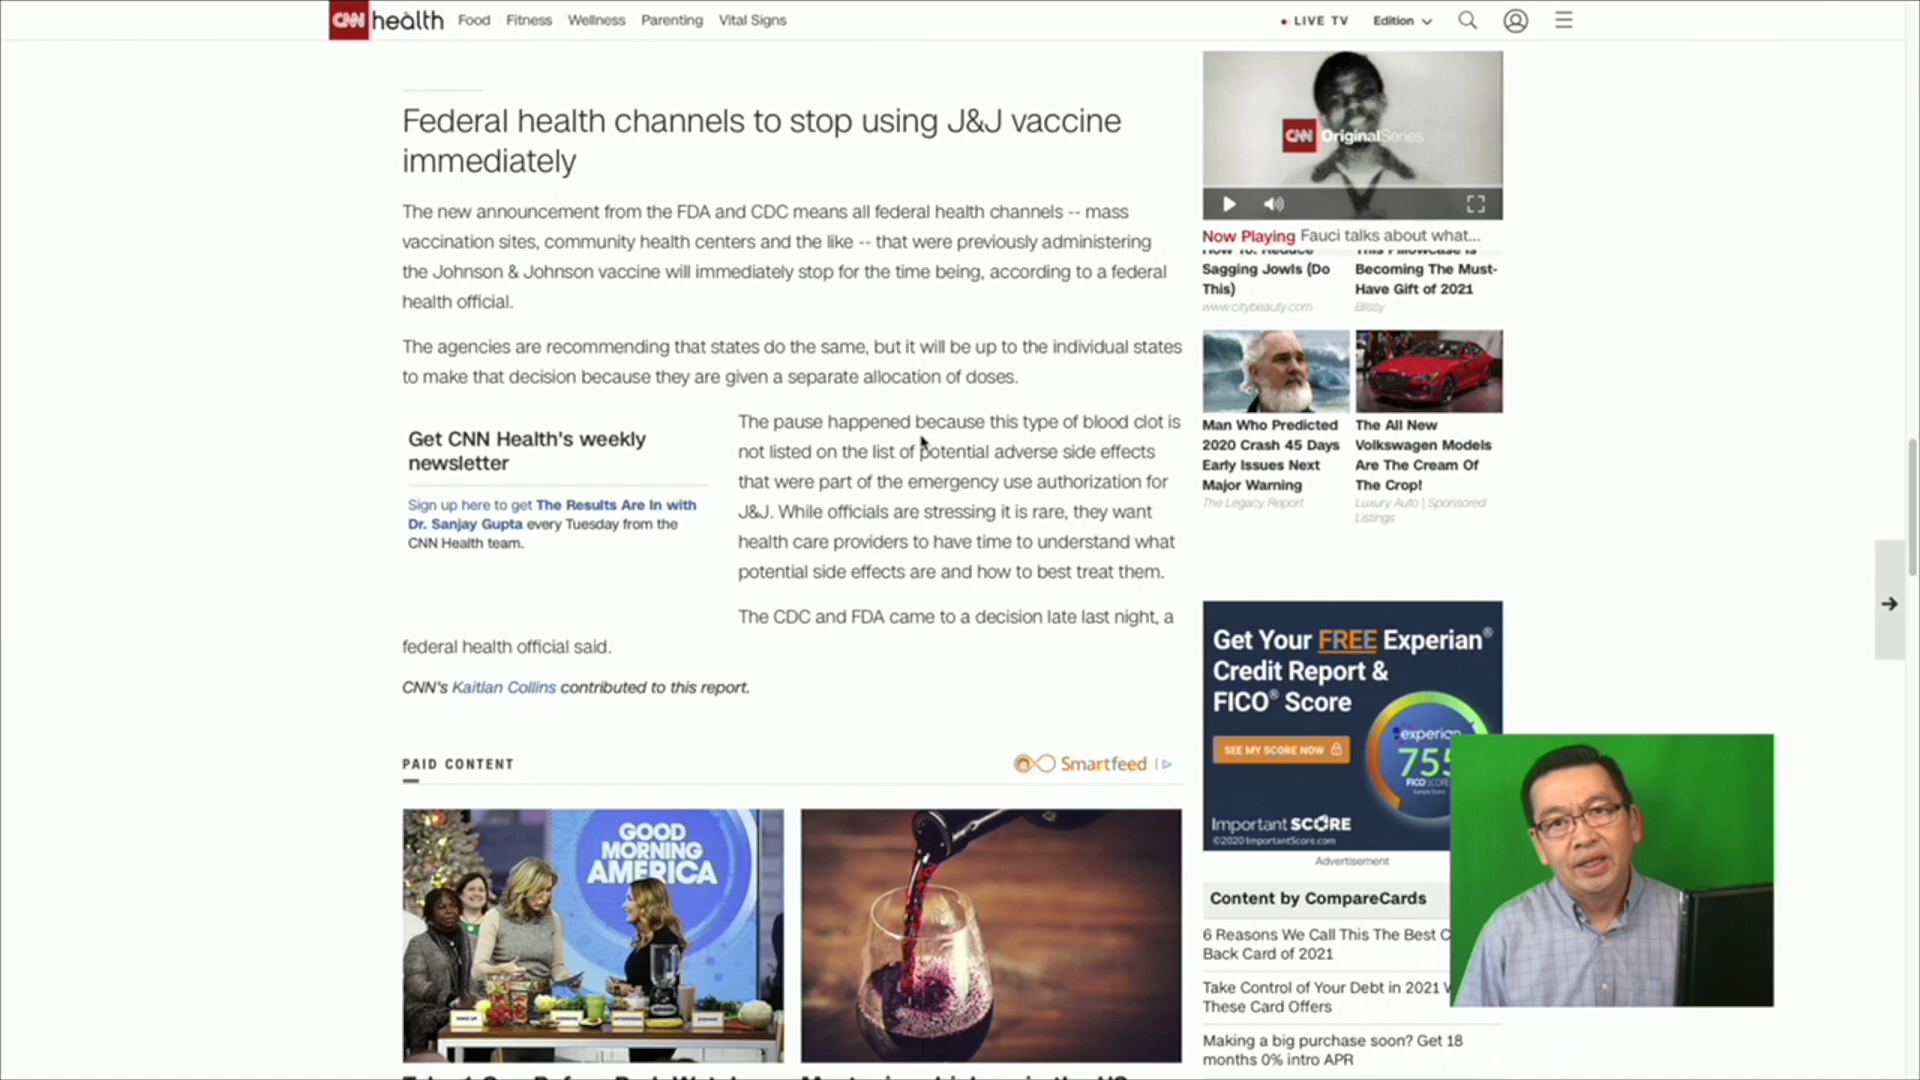 CNN health Food Fitness Wellness Parenting Vital Signs
LIVE TV Edition
Federal health channels to stop using J&J vaccine
immediately
The new announcement from the FDA and CDC means all federal health channels -- mass
vaccination sites, community health centers and the like -- that were previously administering
the Johnson & Johnson vaccine will immediately stop for the time being, according to a federal
health official.
The agencies are recommending that states do the same, but it will be up to the individual states
to make that decision because they are given a separate allocation of doses.
Get CNN Health's weekly
newsletter
Sign up here to get The Results Are In with
Dr. Sanjay Gupta every Tuesday from the
CNN Health team.
The pause happened because this type of blood clot is
not listed on the list of potential adverse side effects
that were part of the emergency use authorization for
J&J. While officials are stressing it is rare, they want
health care providers to have time to understand what
potential side effects are and how to best treat them.
The CDC and FDA came to a decision late last night, a
federal health official said.
CNN's Kaitlan Collins contributed to this report.
PAID CONTENT
Smartfeed
GOOD
MORNING
AMERICA
CNN Original Series
Now Playing Fauci talks about what...
How To: Reduce
Sagging Jowls (Do
This)
www.citybeauty.com
This Pillowcase Is
Becoming The Must-
Have Gift of 2021
Blissy
Man Who Predicted
2020 Crash 45 Days
Early Issues Next
Major Warning
The Legacy Report
The All New
Volkswagen Models
Are The Cream Of
The Crop!
Luxury Auto | Sponsored
Listings
Get Your FREE Experian®
Credit Report &
FICO® Score
SEE MY SCORE NOW
experian
755
FICO SCORE
Important SCORE
©2020 ImportantScore.com
Advertisement
Content by CompareCards
6 Reasons We Call This The Best C
Back Card of 2021
Take Control of Your Debt in 2021 W
These Card Offers
Making a big purchase soon? Get 18
months 0% intro APR